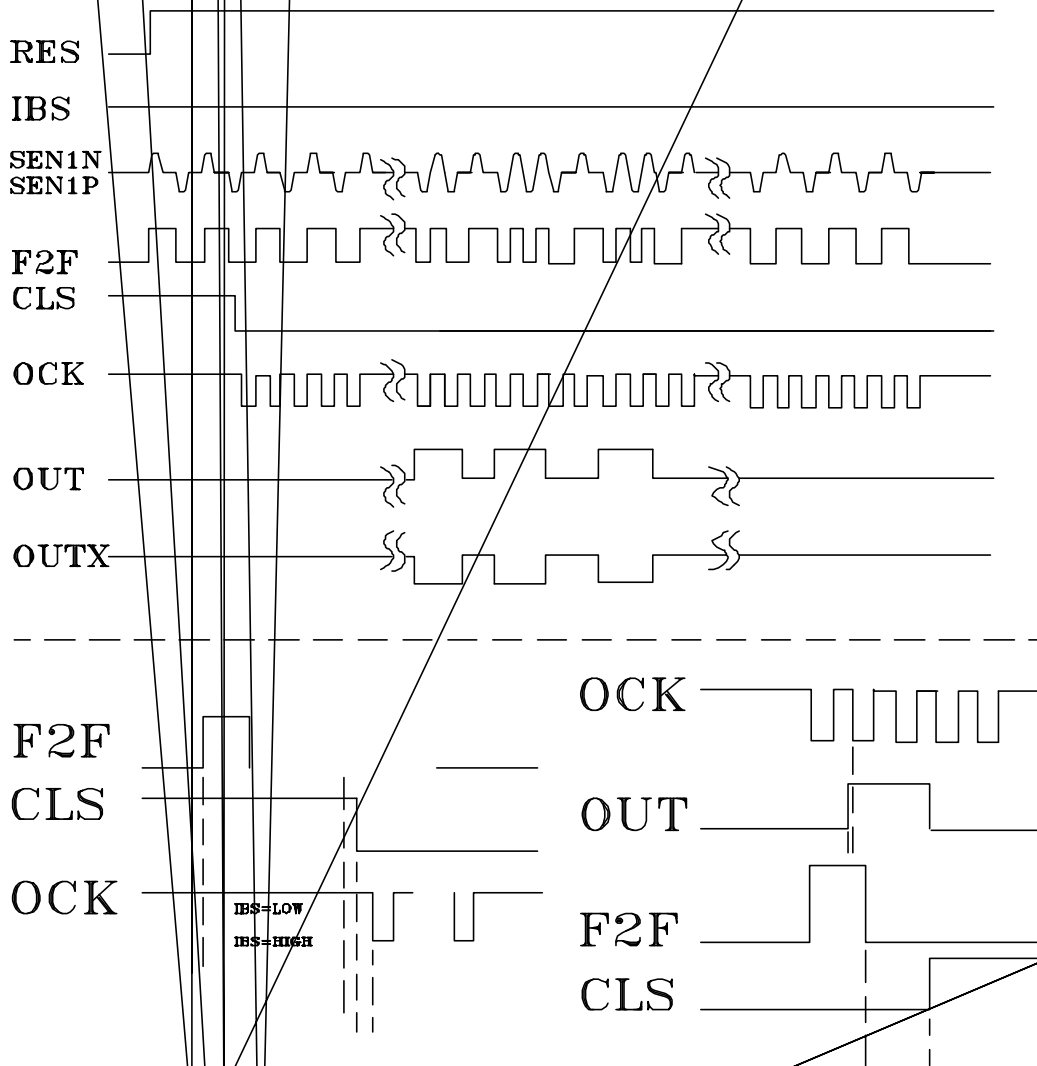 RES
IBS
SEN1N
SEN1P
F2F
CLS
OCK
OUT
OUTX
F2F
CLS
OCK
IBS=LOW
IBS=HIGH
OCK
OUT
F2F
CLS